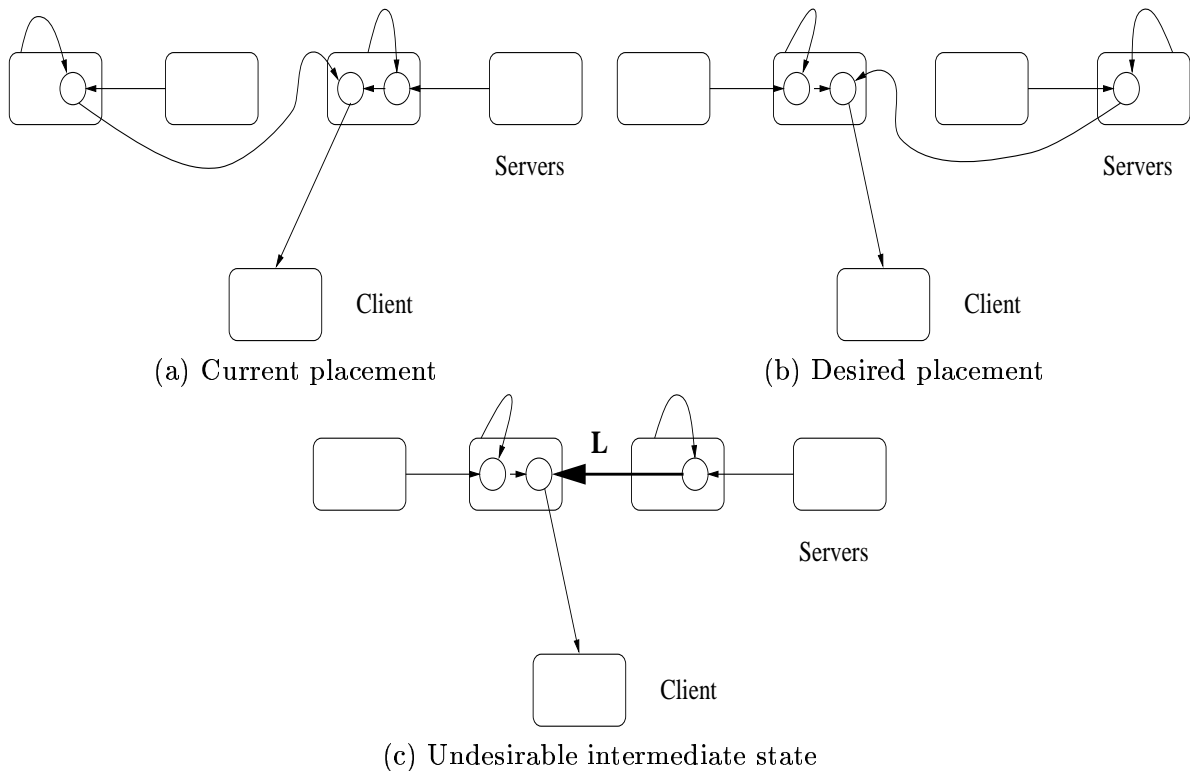 Servers
Servers
Client
Client
(a) Current placement
(b) Desired placement
L
Servers
Client
(c) Undesirable intermediate state